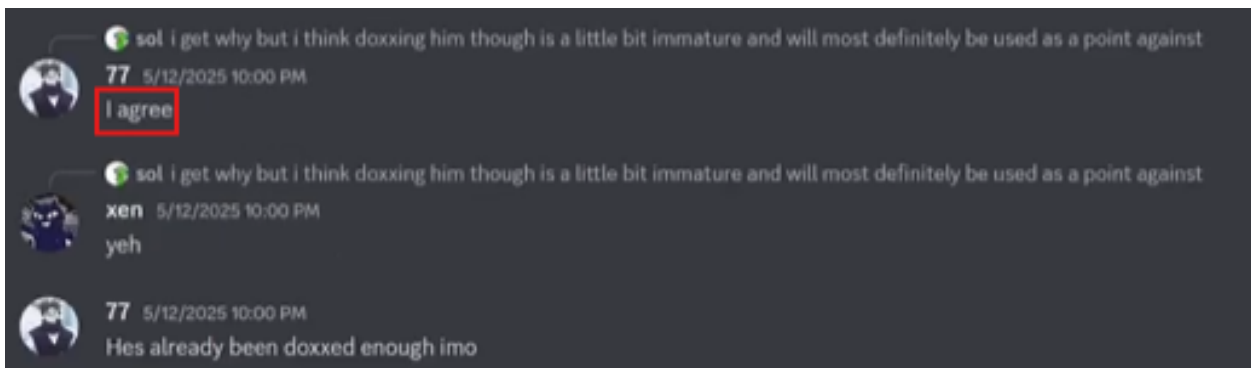 sol i get why but i think doxxing him though is a little bit immature and will most definitely be used as a point against
77 5/12/2025 10:00 PM
I agree
sol i get why but i think doxxing him though is a little bit immature and will most definitely be used as a point against
xen 5/12/2025 10:00 PM
yeh
77 5/12/2025 10:00 PM
Hes already been doxxed enough imo